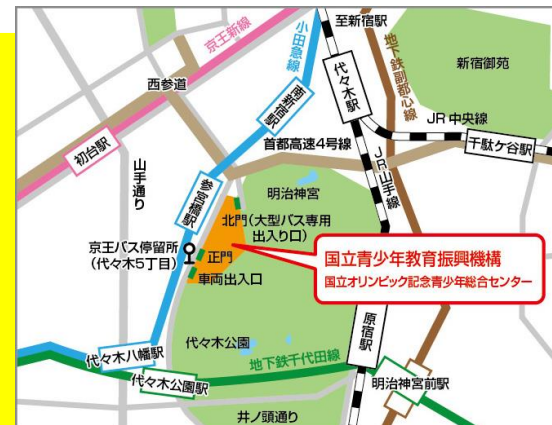 至新宿駅
京王新線
小田急線
地下鉄副都心線
新宿御苑
西参道
南新宿駅
代々木駅
JR中央線
首都高速4号線
千駄ケ谷駅
初台駅
山手通り
JR山手線
参宮橋駅
明治神宮
北門(大型バス専用
出入り口)
京王バス停留所
(代々木5丁目)
正門
車両出入口
国立青少年教育振興機構
国立オリンピック記念青少年総合センター
原宿駅
代々木公園
代々木八幡駅
地下鉄千代田線
代々木公園駅
明治神宮前駅
井ノ頭通り